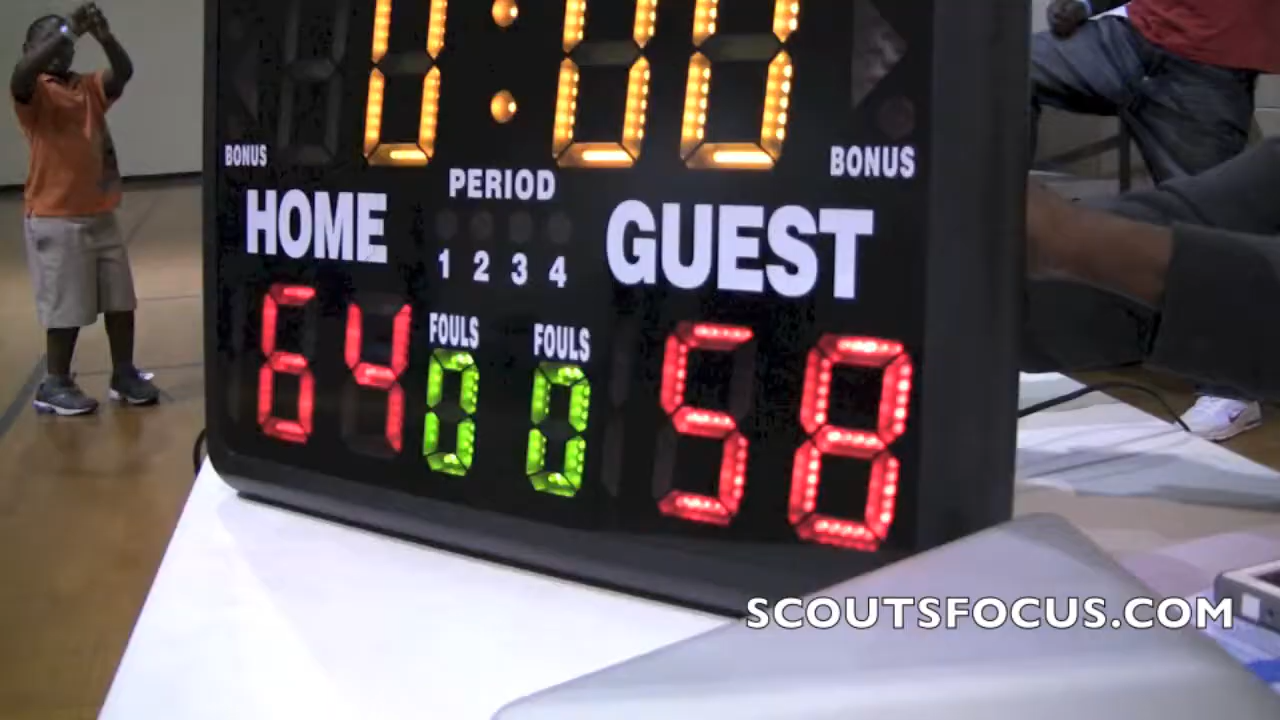 0:00
BONUS
BONUS
PERIOD
HOME
GUEST
1 2 3 4
FOULS
FOULS
64
0
0
58
SCOUTSFOCUS.COM